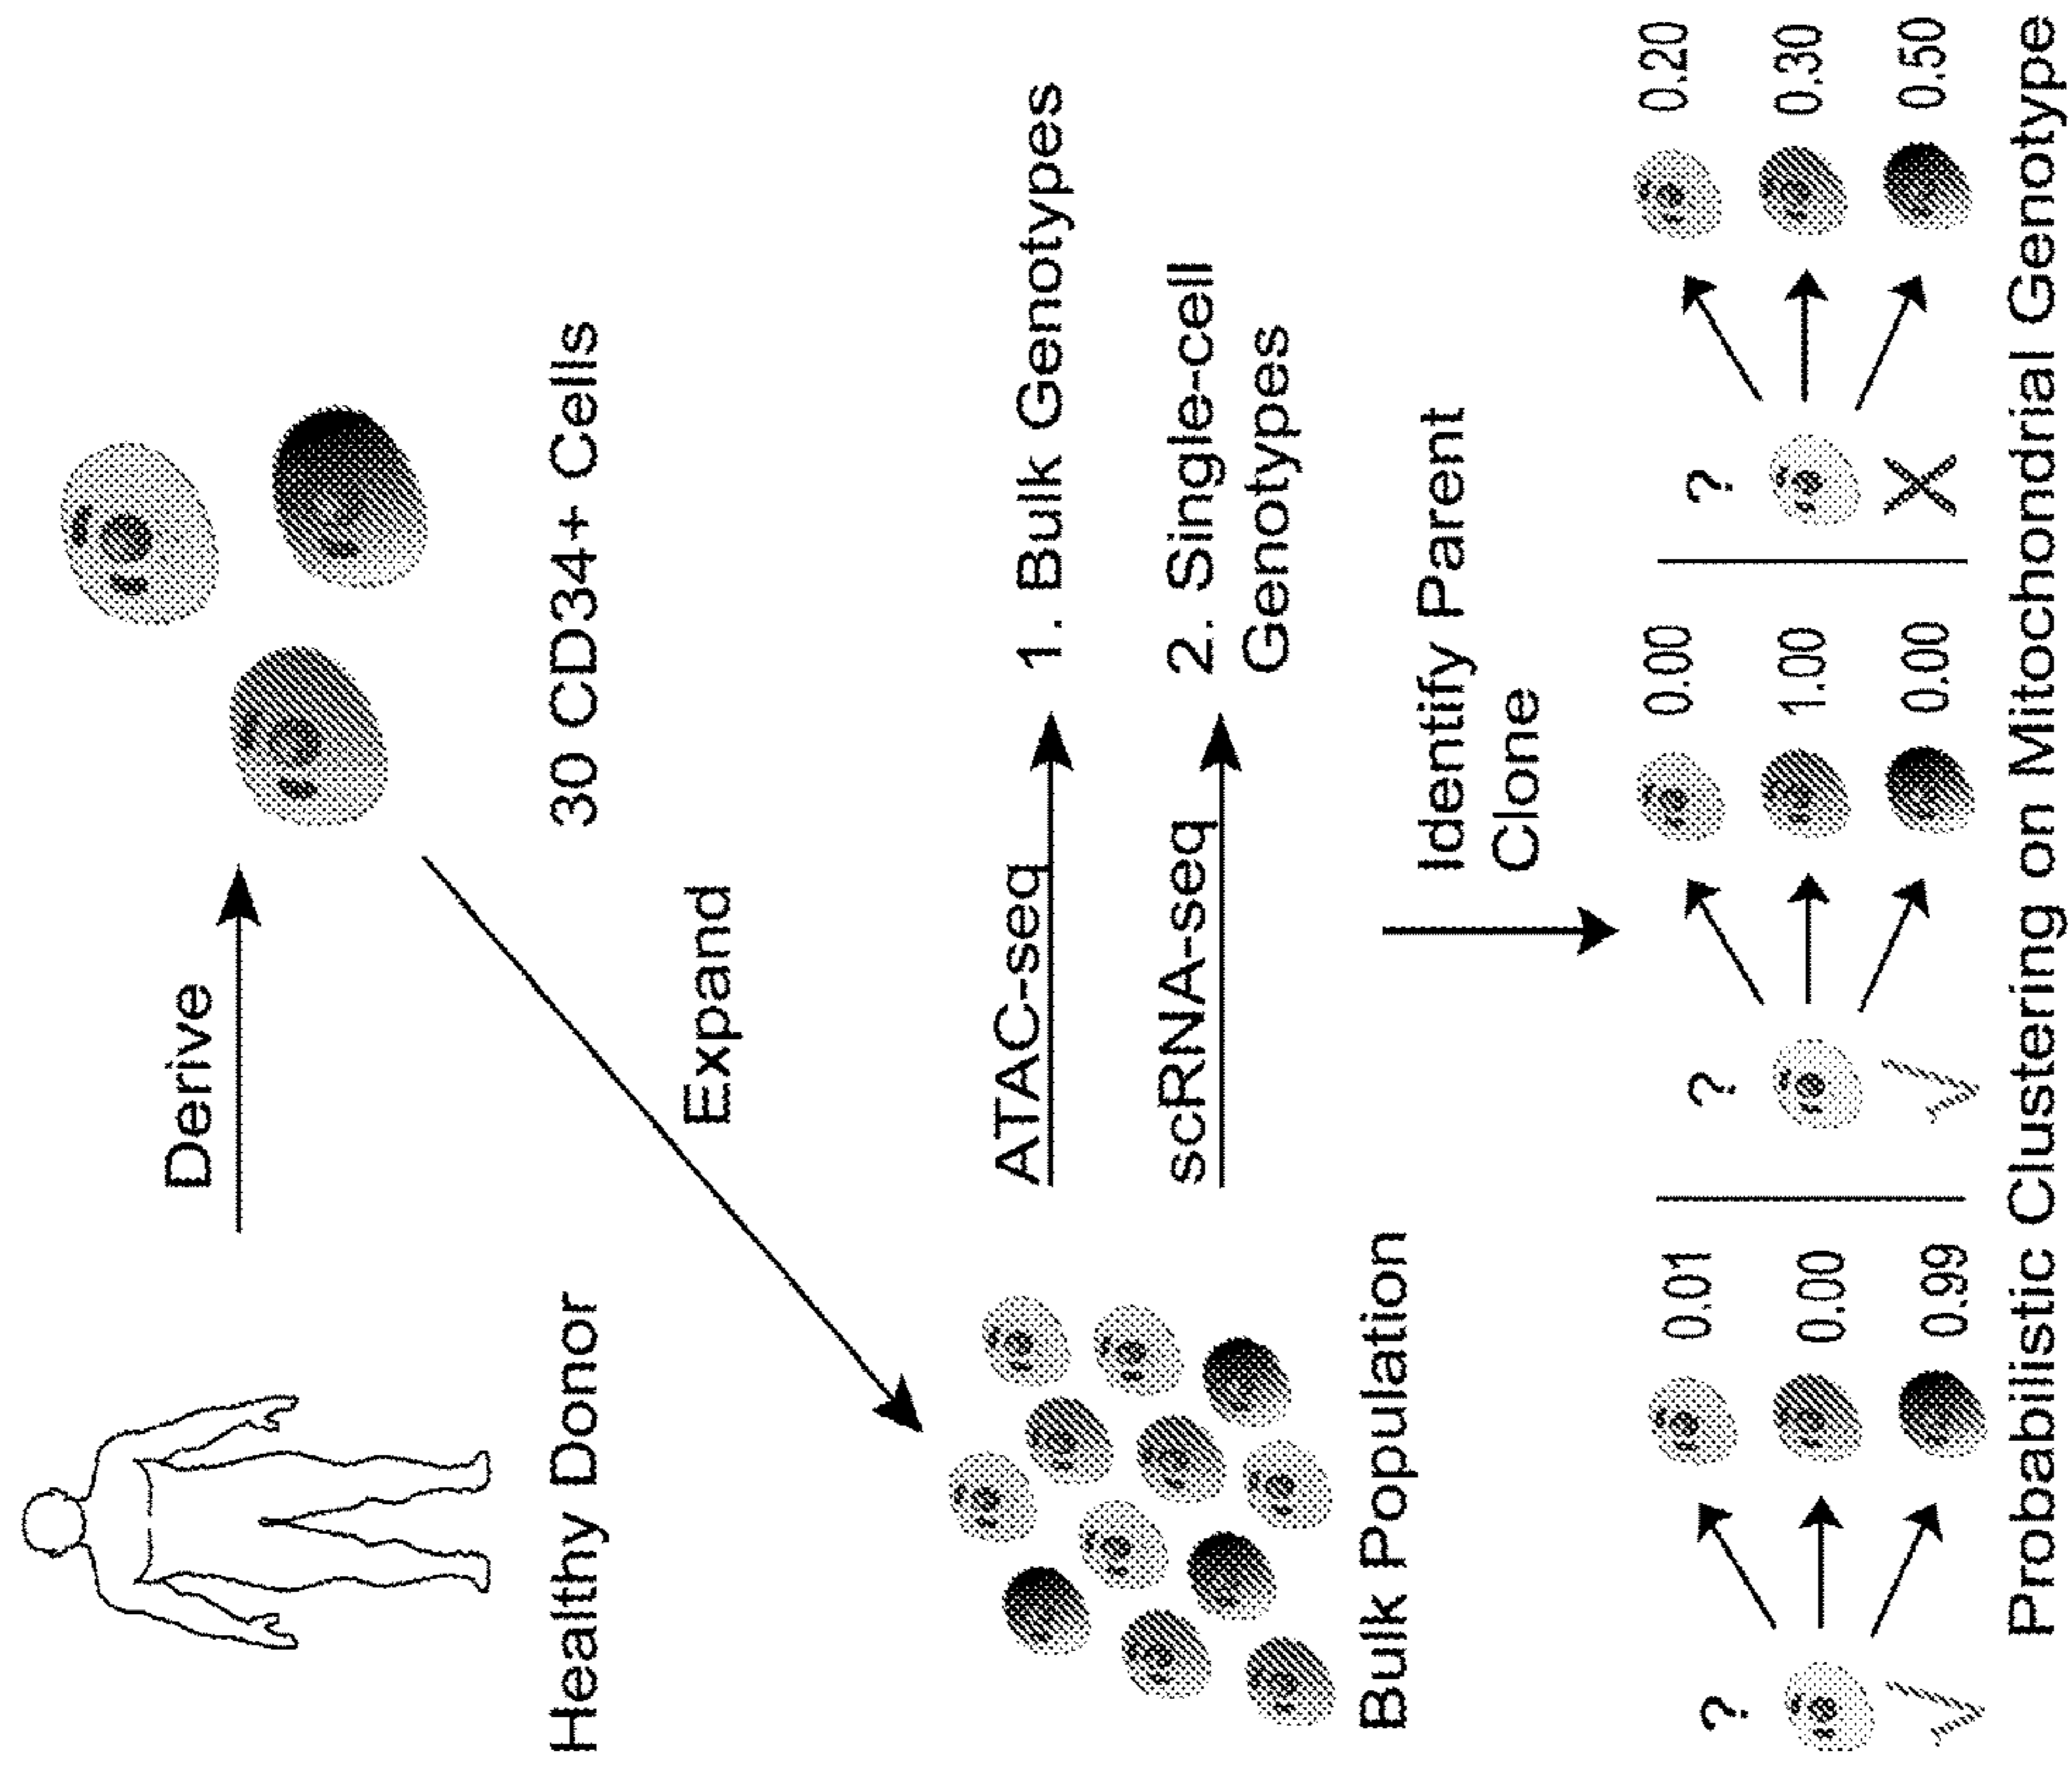 Derive
Healthy Donor
30 CD34+ Cells
Expand
ATAC-seq
1. Bulk Genotypes
scRNA-seq
2. Single-cell
Genotypes
Bulk Population
Identify Parent
Clone
?
0.01
0.00
0.99
?
0.00
1.00
0.00
?
0.20
0.30
0.50
Probabilistic Clustering on Mitochondrial Genotype